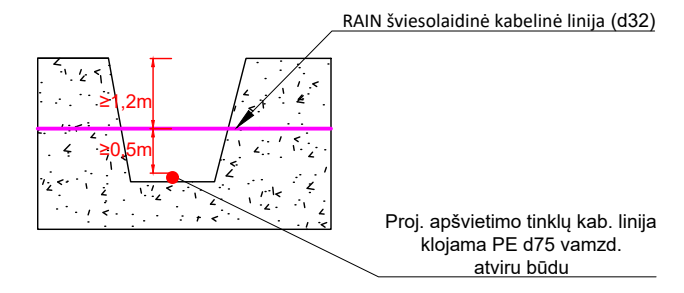 RAIN šviesolaidinė kabelinė linija (d32)
≥1,2m
≥0,5m
Proj. apšvietimo tinklų kab. linija
klojama PE d75 vamzd.
atviru būdu